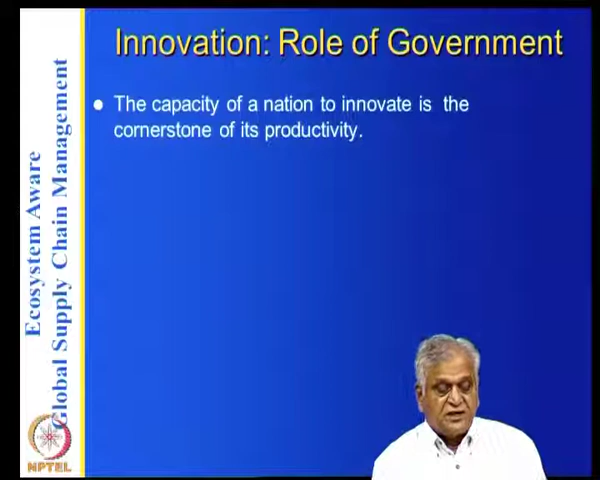 Innovation: Role of Government
The capacity of a nation to innovate is the
cornerstone of its productivity.
Ecosystem Aware
Global Supply Chain Management
NPTEL